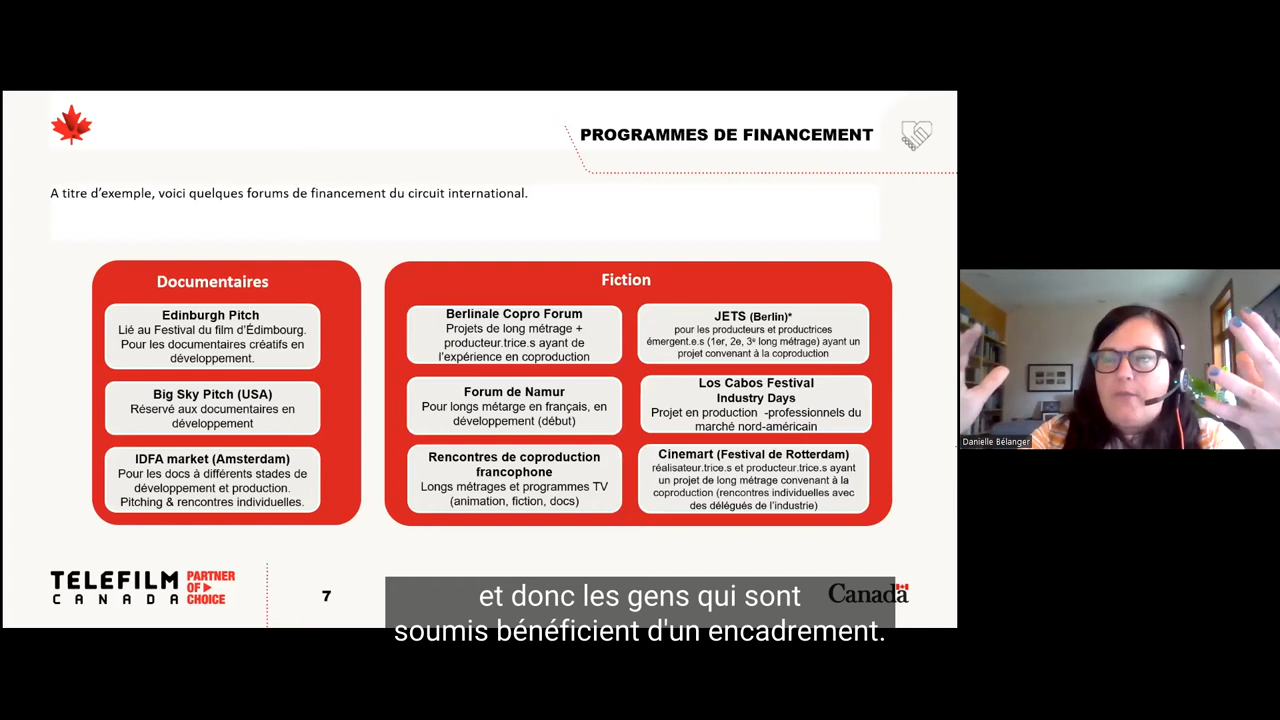 PROGRAMMES DE FINANCEMENT
A titre d'exemple, voici quelques forums de financement du circuit international.
Documentaires
Edinburgh Pitch
Lié au Festival du film d'Édimbourg.
Pour les documentaires créatifs en
développement.
Big Sky Pitch (USA)
Réservé aux documentaires en
développement
IDFA market (Amsterdam)
Pour les docs à différents stades de
développement et production.
Pitching & rencontres individuelles.
Fiction
Berlinale Copro Forum
Projets de long métrage +
producteur.trice.s ayant de
l'expérience en coproduction
Forum de Namur
Pour longs métarge en français, en
développement (début)
Rencontres de coproduction
francophone
Longs métrages et programmes TV
(animation, fiction, docs)
JETS (Berlin)*
pour les producteurs et productrices
émergent.e.s (1er, 2e, 3e long métrage) ayant un
projet convenant à la coproduction
Los Cabos Festival
Industry Days
Projet en production -professionnels du
marché nord-américain
Cinemart (Festival de Rotterdam)
réalisateur.trice.s et producteur.trice.s ayant
un projet de long métrage convenant à la
coproduction (rencontres individuelles avec
des délégués de l'industrie)
Danielle Bélanger
TELEFILM
CANADA
PARTNER
OF
CHOICE
7
Canada
et donc les gens qui sont
soumis bénéficient d'un encadrement.